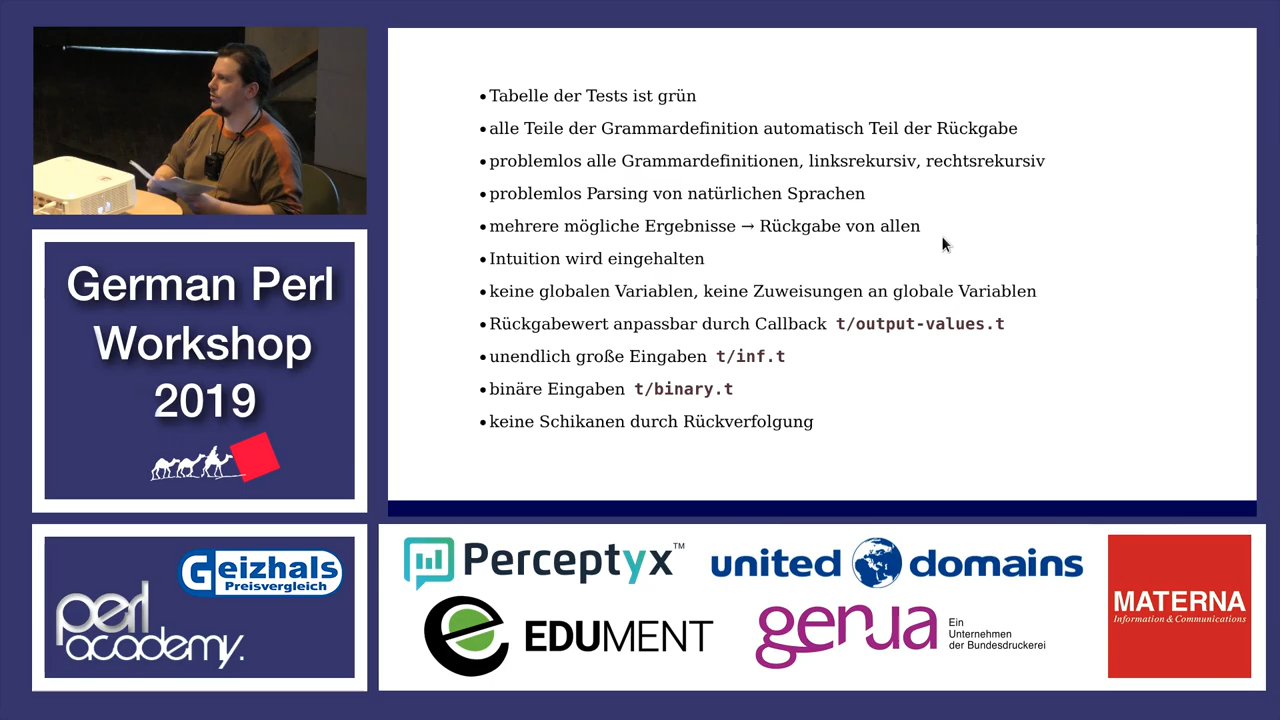 • Tabelle der Tests ist grün
• alle Teile der Grammardefinition automatisch Teil der Rückgabe
• problemlos alle Grammardefinitionen, linksrekursiv, rechtsrekursiv
• problemlos Parsing von natürlichen Sprachen
• mehrere mögliche Ergebnisse → Rückgabe von allen
• Intuition wird eingehalten
• keine globalen Variablen, keine Zuweisungen an globale Variablen
• Rückgabewert anpassbar durch Callback t/output-values.t
• unendlich große Eingaben t/inf.t
• binäre Eingaben t/binary.t
• keine Schikanen durch Rückverfolgung
German Perl
Workshop
2019
Geizhals
Preisvergleich
perl
academy.
Perceptyx™
united domains
EDUMENT
genua
Ein
Unternehmen
der Bundesdruckerei
MATERNA
Information & Communications